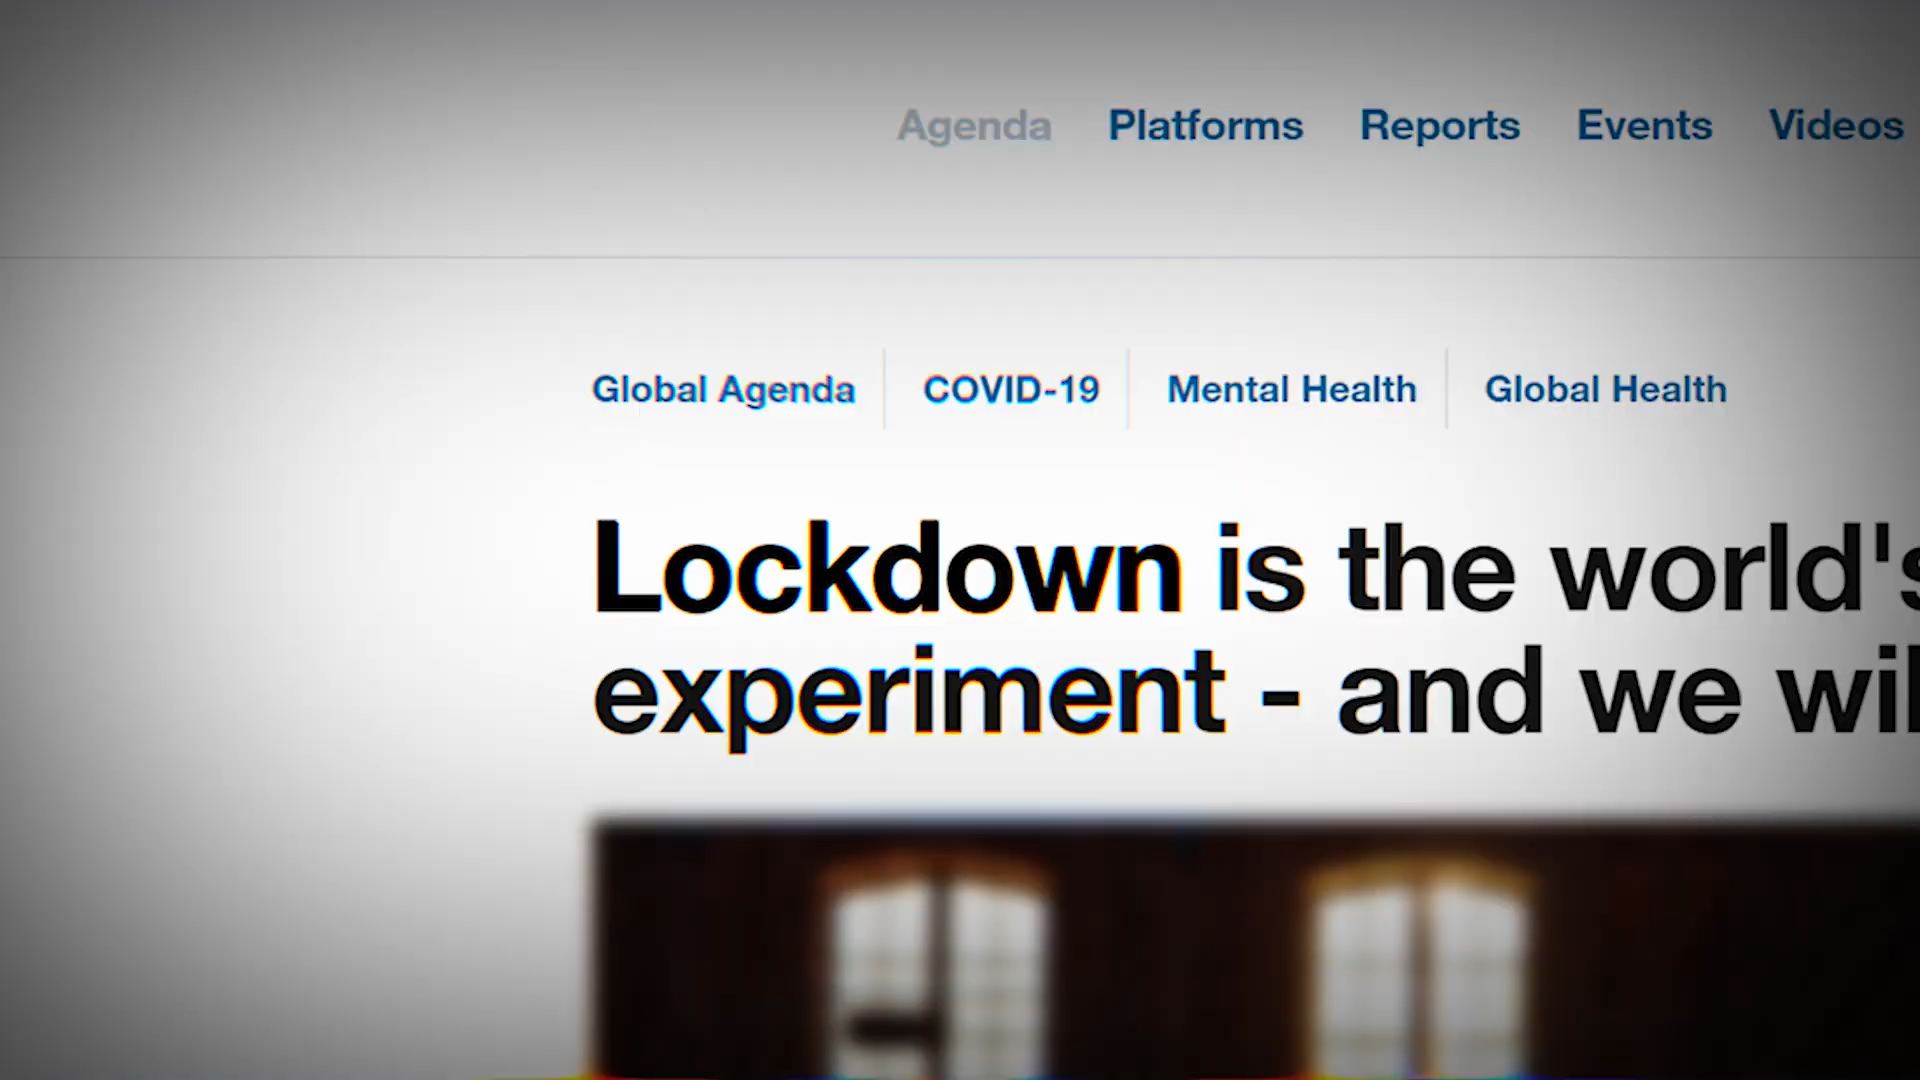 Agenda Platforms Reports Events Videos
Global Agenda COVID-19 Mental Health Global Health
Lockdown is the world's
experiment - and we wil